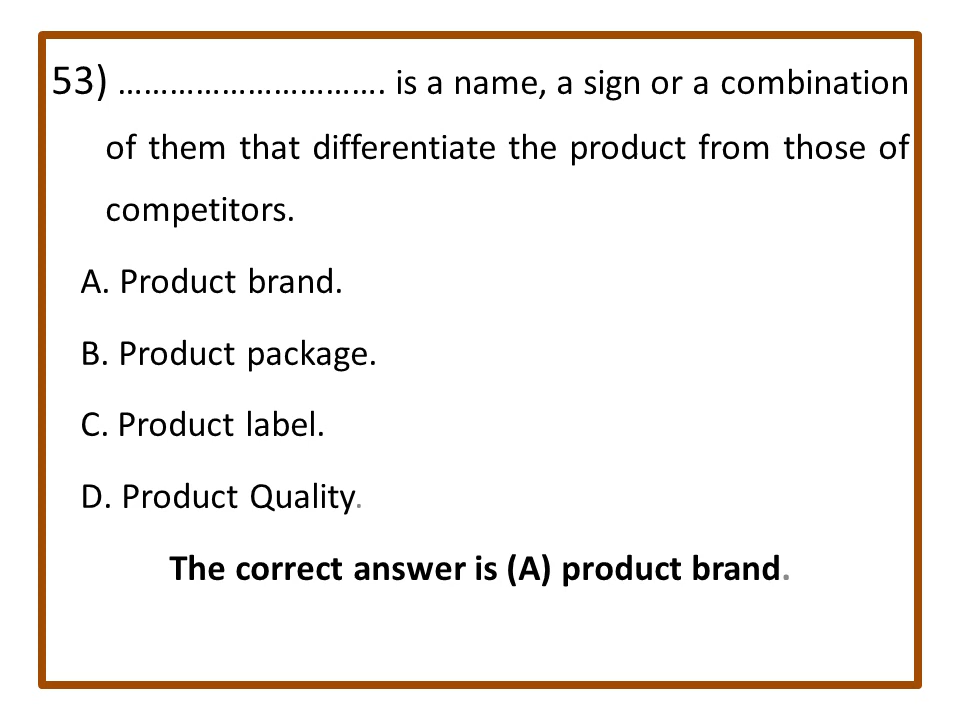 53) …………………………. is a name, a sign or a combination
of them that differentiate the product from those of
competitors.
A. Product brand.
B. Product package.
C. Product label.
D. Product Quality.
The correct answer is (A) product brand.